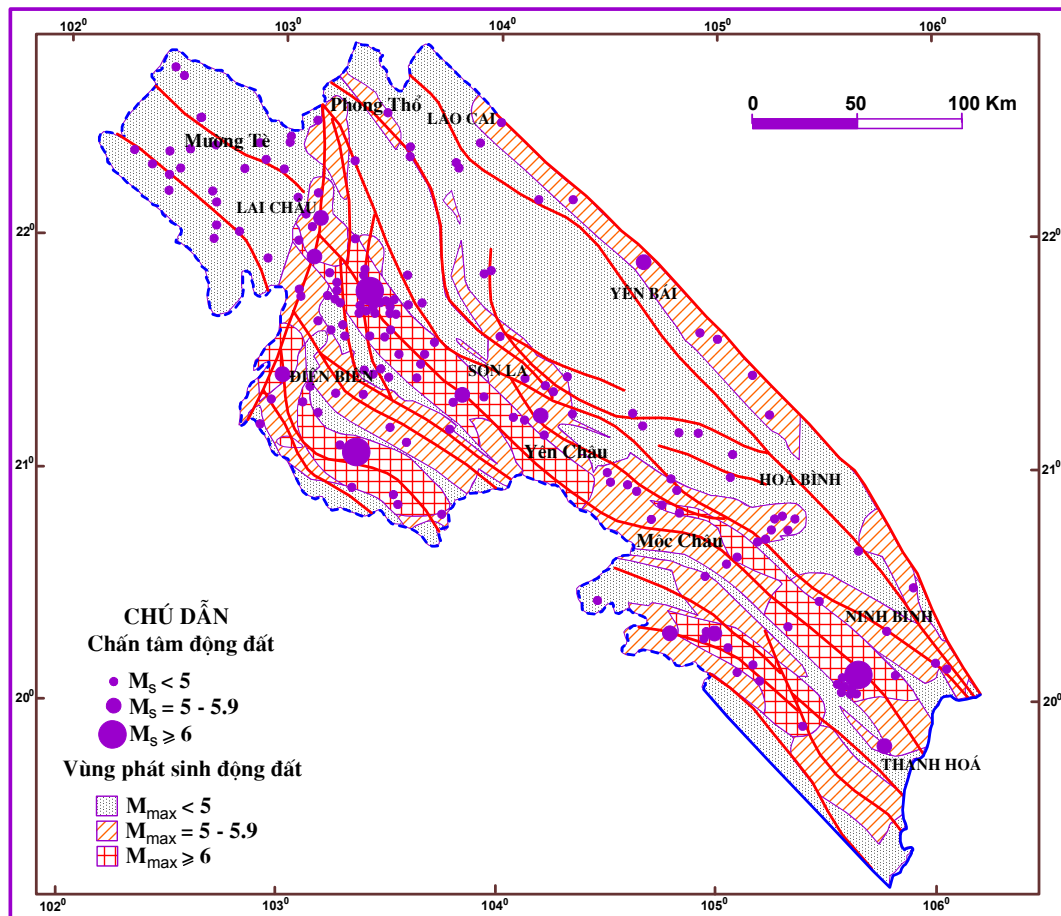 102⁰ 103⁰ 104⁰ 105⁰ 106⁰
Phong Thổ
LAO CAI
0 50 100 Km
Mường Tè
LAI CHÂU
22⁰ 22⁰
YÊN BÁI
ĐIỆN BIÊN
SƠN LA
21⁰ 21⁰
Yên Châu
HOÀ BÌNH
Mộc Châu
NINH BÌNH
CHÚ DẪN
Chấn tâm động đất
Mₛ < 5
Mₛ = 5 - 5.9
Mₛ ⩾ 6
20⁰ 20⁰
THANH HOÁ
Vùng phát sinh động đất
Mmax < 5
Mmax = 5 - 5.9
Mmax ⩾ 6
102⁰ 103⁰ 104⁰ 105⁰ 106⁰